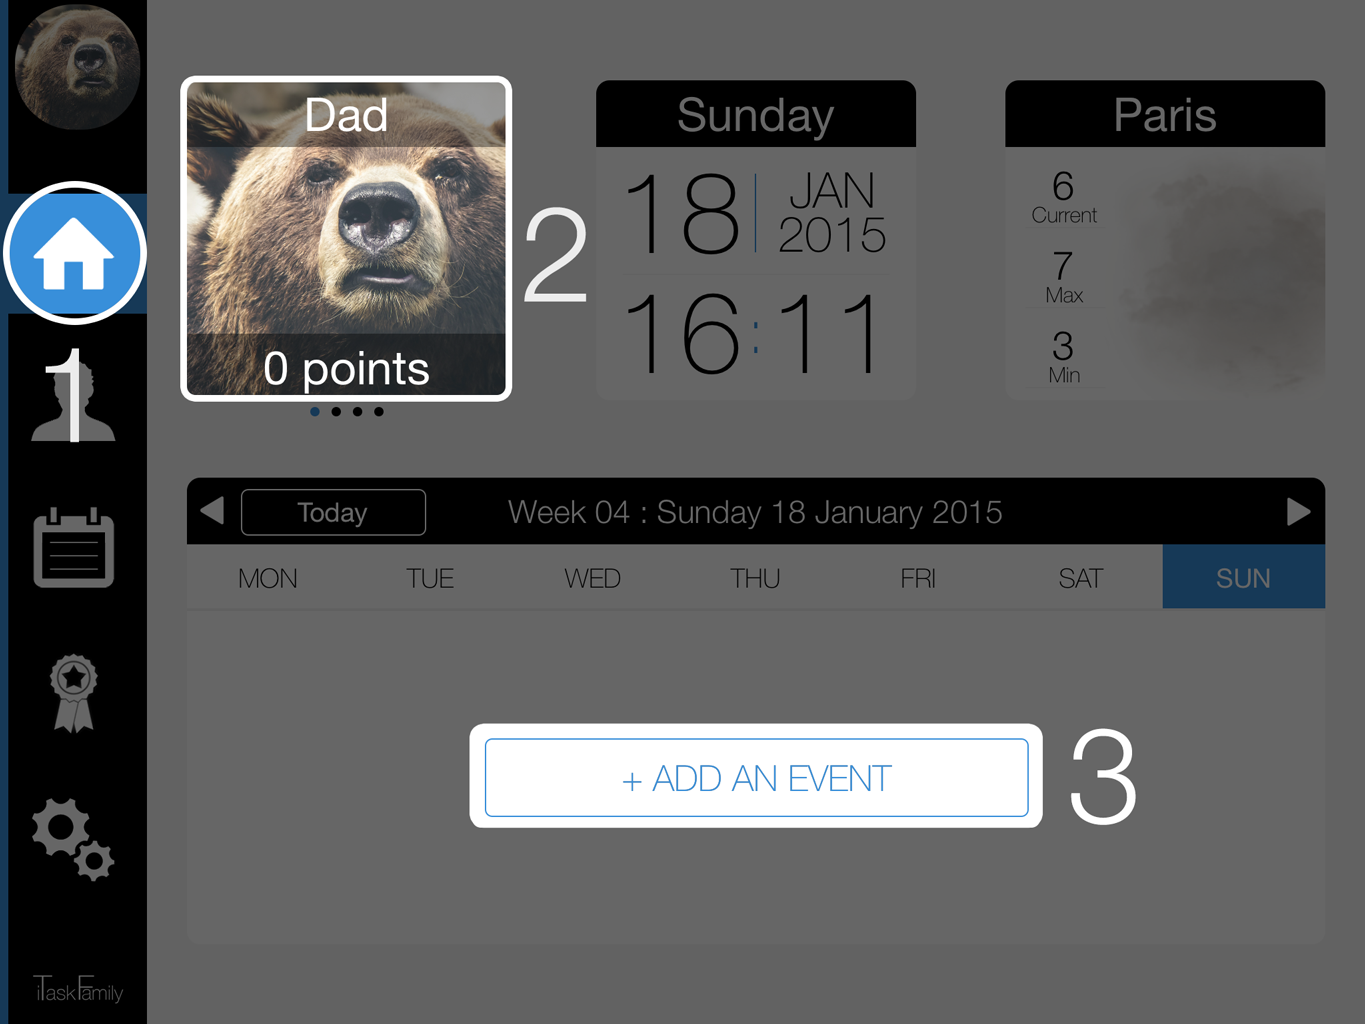 Dad
0 points
2
Sunday
18
JAN
2015
16:11
Paris
6
Current
7
Max
3
Min
1
Today
Week 04 : Sunday 18 January 2015
MON TUE WED THU FRI SAT SUN
+ ADD AN EVENT
3
iTaskFamily